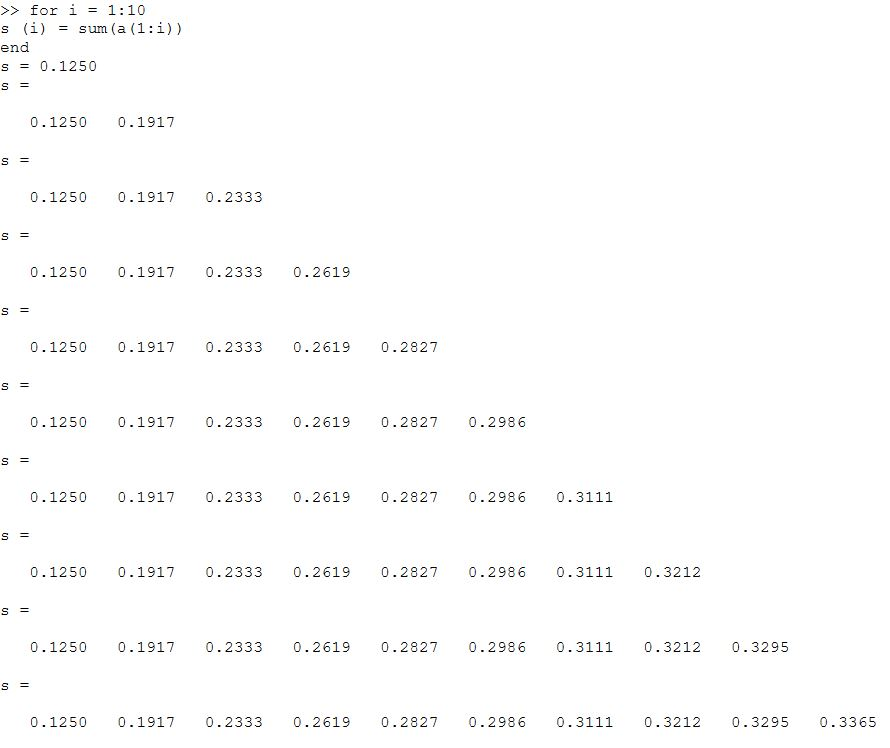 >> for i = 1:10
s (i) = sum(a(1:i))
end
s = 0.1250
s =
0.1250   0.1917
s =
0.1250   0.1917   0.2333
s =
0.1250   0.1917   0.2333   0.2619
s =
0.1250   0.1917   0.2333   0.2619   0.2827
s =
0.1250   0.1917   0.2333   0.2619   0.2827   0.2986
s =
0.1250   0.1917   0.2333   0.2619   0.2827   0.2986   0.3111
s =
0.1250   0.1917   0.2333   0.2619   0.2827   0.2986   0.3111   0.3212
s =
0.1250   0.1917   0.2333   0.2619   0.2827   0.2986   0.3111   0.3212   0.3295
s =
0.1250   0.1917   0.2333   0.2619   0.2827   0.2986   0.3111   0.3212   0.3295   0.3365